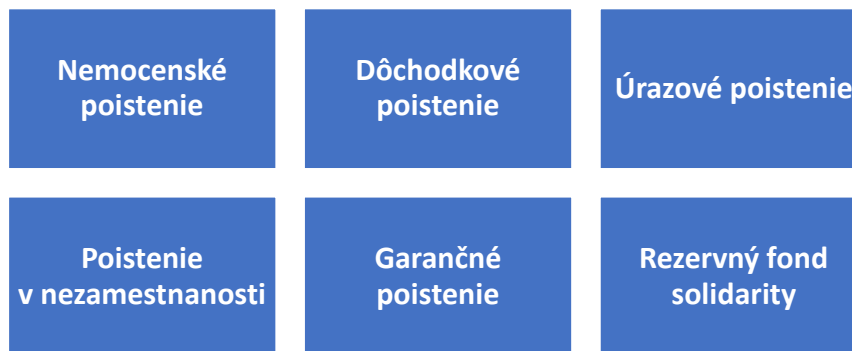 Nemocenské
poistenie
Dôchodkové
poistenie
Úrazové poistenie
Poistenie
v nezamestnanosti
Garančné
poistenie
Rezervný fond
solidarity